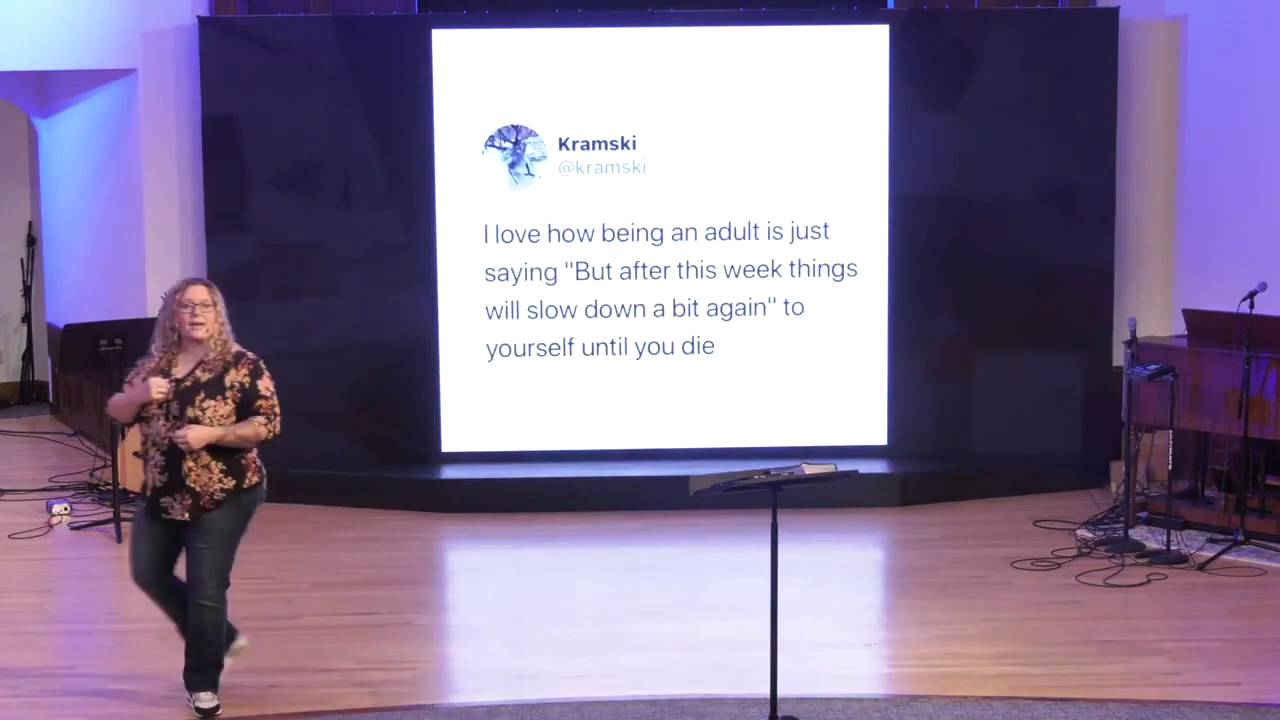 Kramski
@kramski
I love how being an adult is just
saying "But after this week things
will slow down a bit again" to
yourself until you die